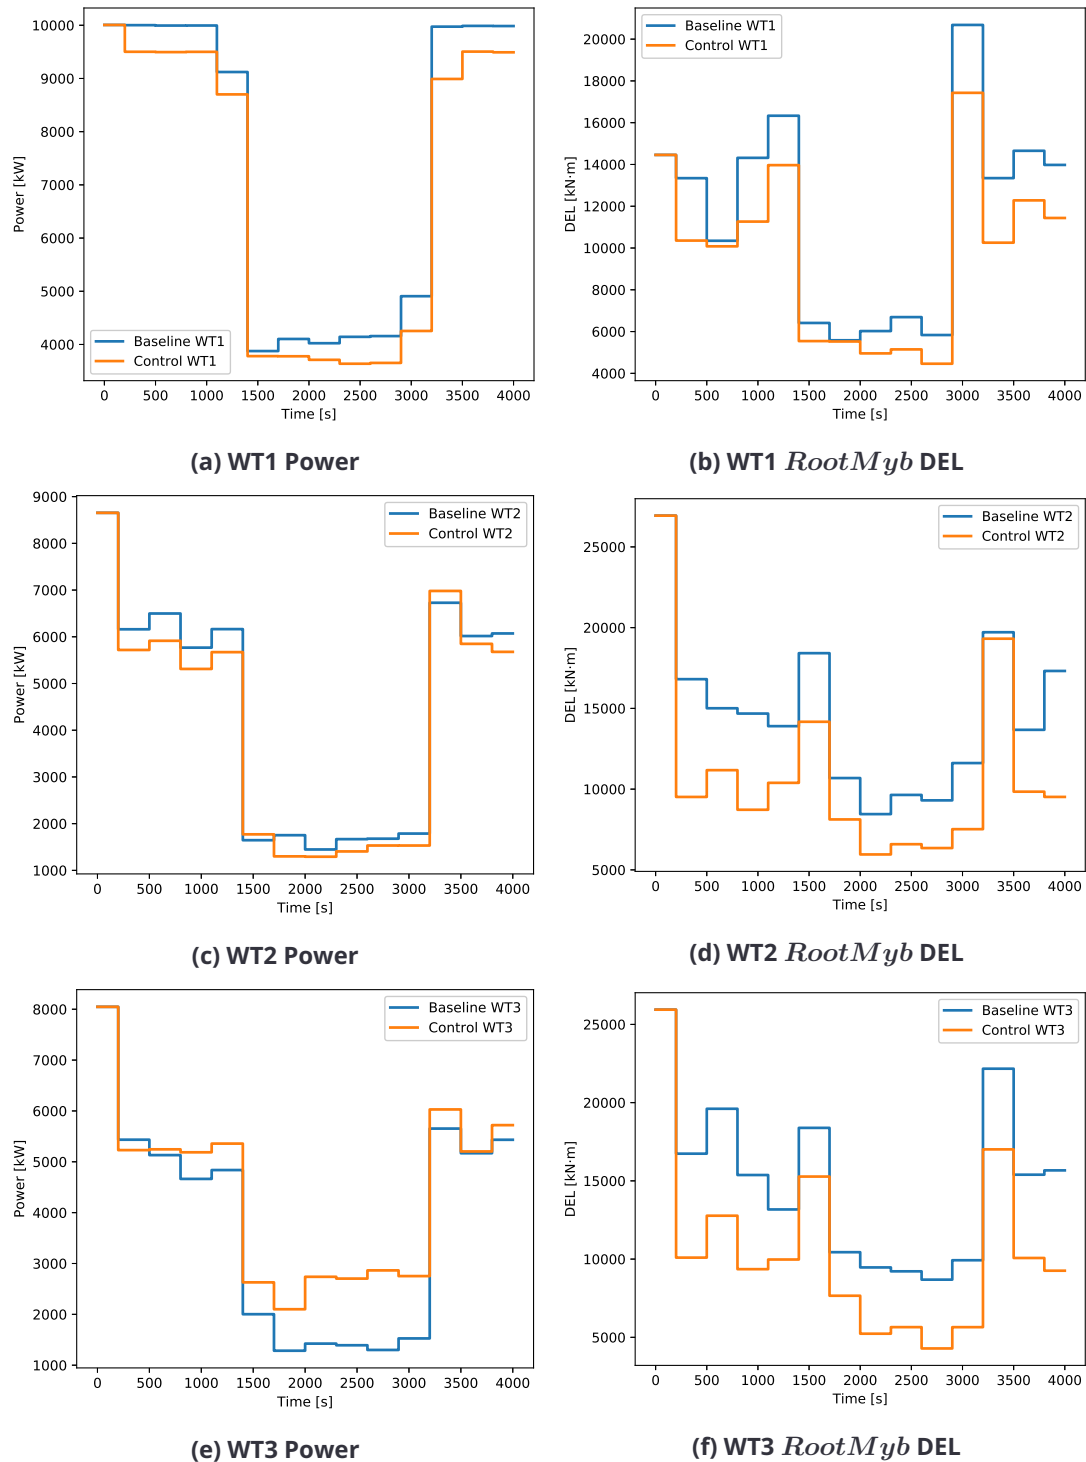 10000
9000
8000
7000
6000
5000
4000
Power [kW]
Baseline WT1
Control WT1
0 500 1000 1500 2000 2500 3000 3500 4000
Time [s]
(a) WT1 Power
20000
18000
16000
14000
12000
10000
8000
6000
4000
DEL [kN·m]
Baseline WT1
Control WT1
0 500 1000 1500 2000 2500 3000 3500 4000
Time [s]
(b) WT1 RootMyb DEL
9000
8000
7000
6000
5000
4000
3000
2000
1000
Power [kW]
Baseline WT2
Control WT2
0 500 1000 1500 2000 2500 3000 3500 4000
Time [s]
(c) WT2 Power
25000
20000
15000
10000
5000
DEL [kN·m]
Baseline WT2
Control WT2
0 500 1000 1500 2000 2500 3000 3500 4000
Time [s]
(d) WT2 RootMyb DEL
8000
7000
6000
5000
4000
3000
2000
1000
Power [kW]
Baseline WT3
Control WT3
0 500 1000 1500 2000 2500 3000 3500 4000
Time [s]
(e) WT3 Power
25000
20000
15000
10000
5000
DEL [kN·m]
Baseline WT3
Control WT3
0 500 1000 1500 2000 2500 3000 3500 4000
Time [s]
(f) WT3 RootMyb DEL